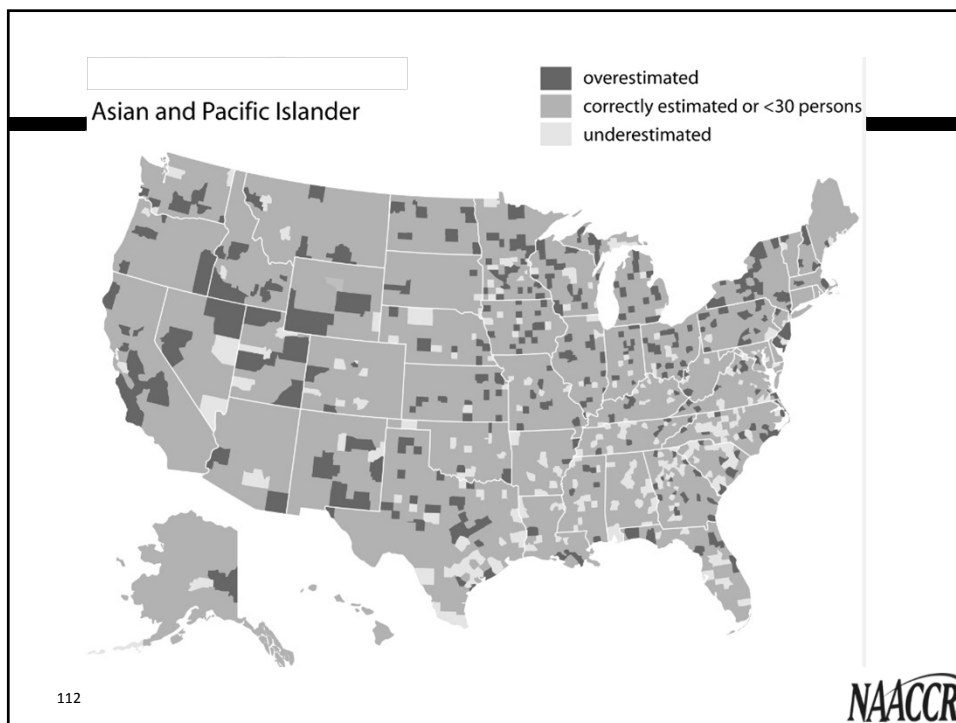 overestimated
Asian and Pacific Islander
correctly estimated or <30 persons
underestimated
112
NAACCR